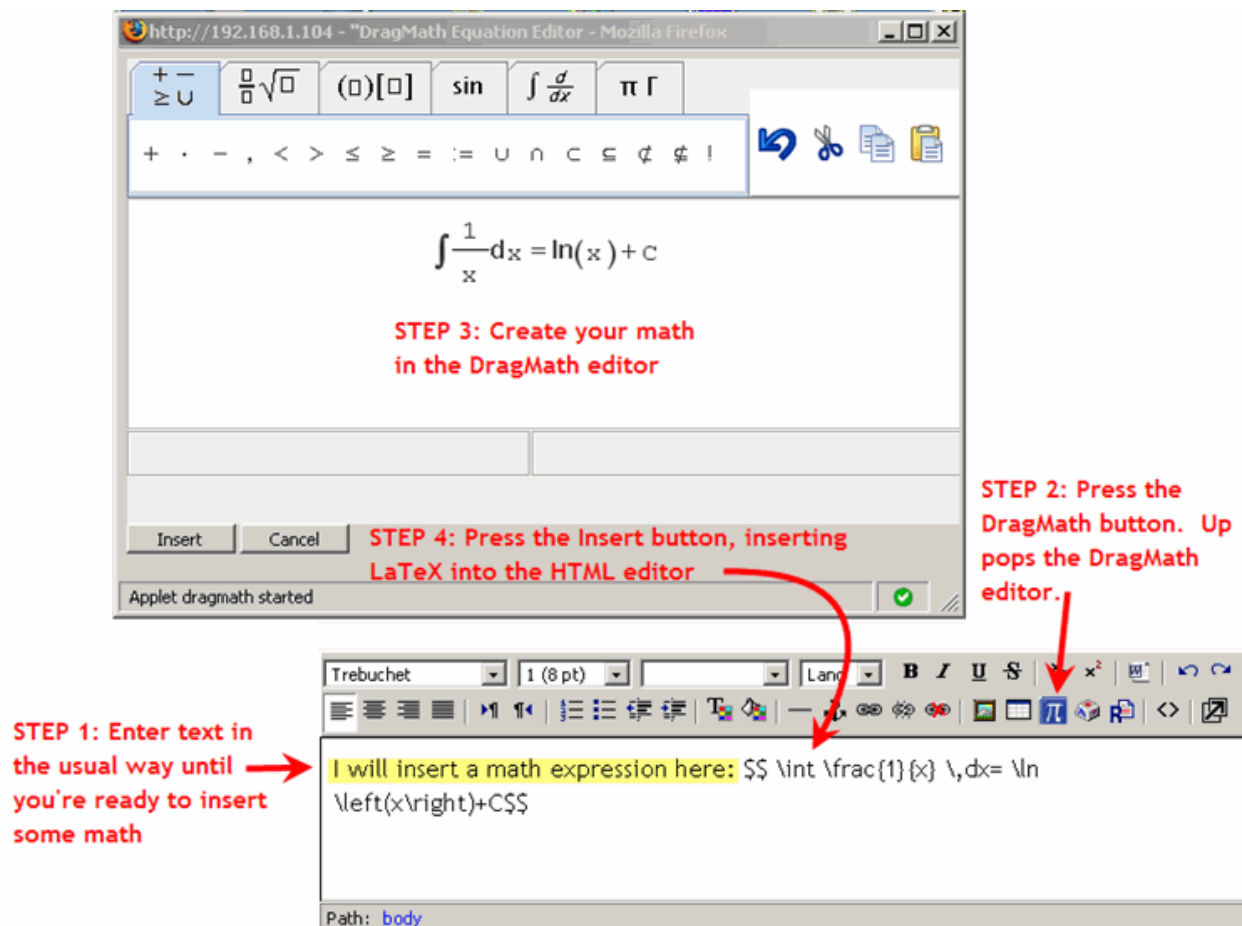 http://192.168.1.104 - "DragMath Equation Editor - Mozilla Firefox
+ −
≥ ∪
▯/▯ √▯
(▯)[▯]
sin
∫ d/dx
π Γ
+ · − , < > ≤ ≥ = := ∪ ∩ ⊂ ⊆ ⊄ ⊈ !
∫ 1/x dx = ln(x) + c
STEP 3: Create your math
in the DragMath editor
Insert Cancel
STEP 4: Press the Insert button, inserting
LaTeX into the HTML editor
Applet dragmath started
STEP 2: Press the
DragMath button. Up
pops the DragMath
editor.
Trebuchet 1 (8 pt) Lang B I U S x²
STEP 1: Enter text in
the usual way until
you're ready to insert
some math
I will insert a math expression here: $$ \int \frac{1}{x} \,dx= \ln
\left(x\right)+C$$
Path: body